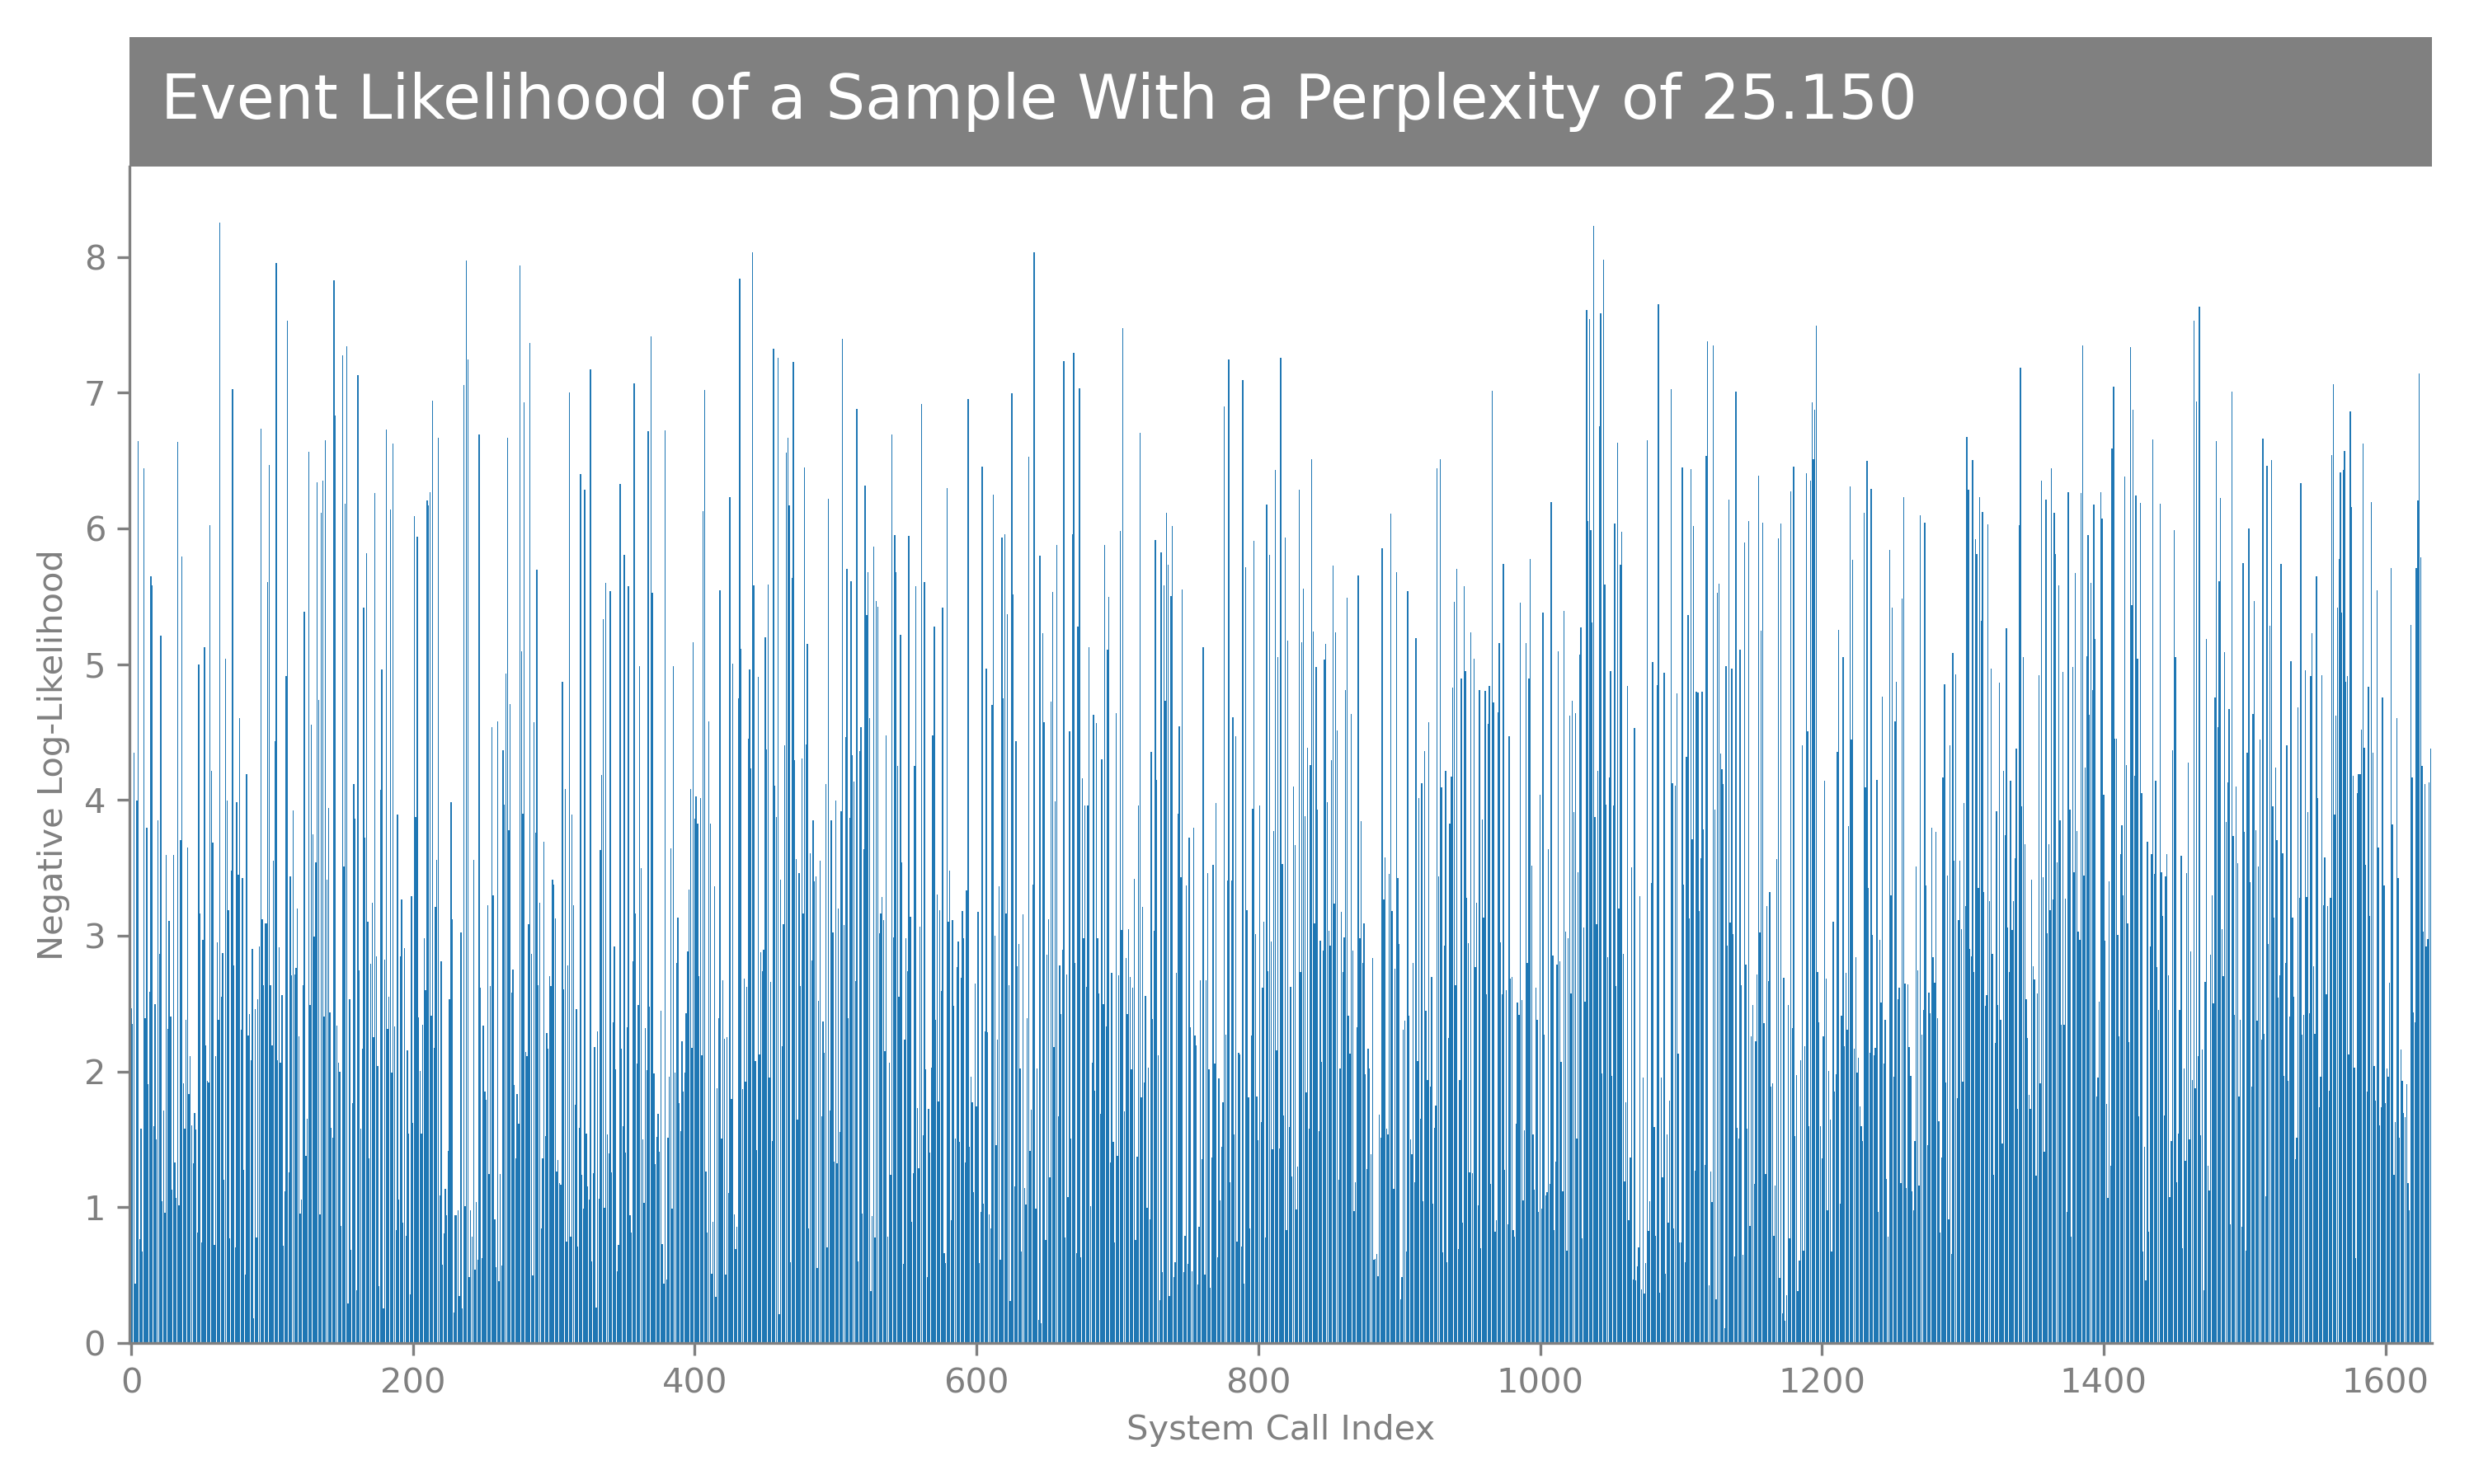 Event Likelihood of a Sample With a Perplexity of 25.150
8
7
6
5
4
3
2
1
0
Negative Log-Likelihood
0 200 400 600 800 1000 1200 1400 1600
System Call Index